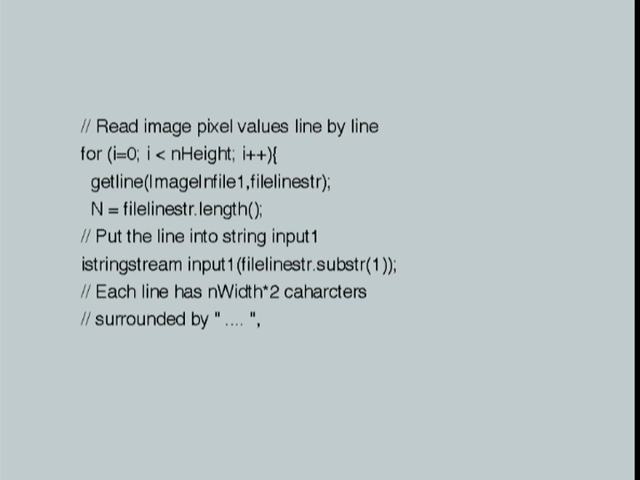 // Read image pixel values line by line
for (i=0; i < nHeight; i++){
getline(ImageInfile1,filelinestr);
N = filelinestr.length();
// Put the line into string input1
istringstream input1(filelinestr.substr(1));
// Each line has nWidth*2 caharcters
// surrounded by " .... ",